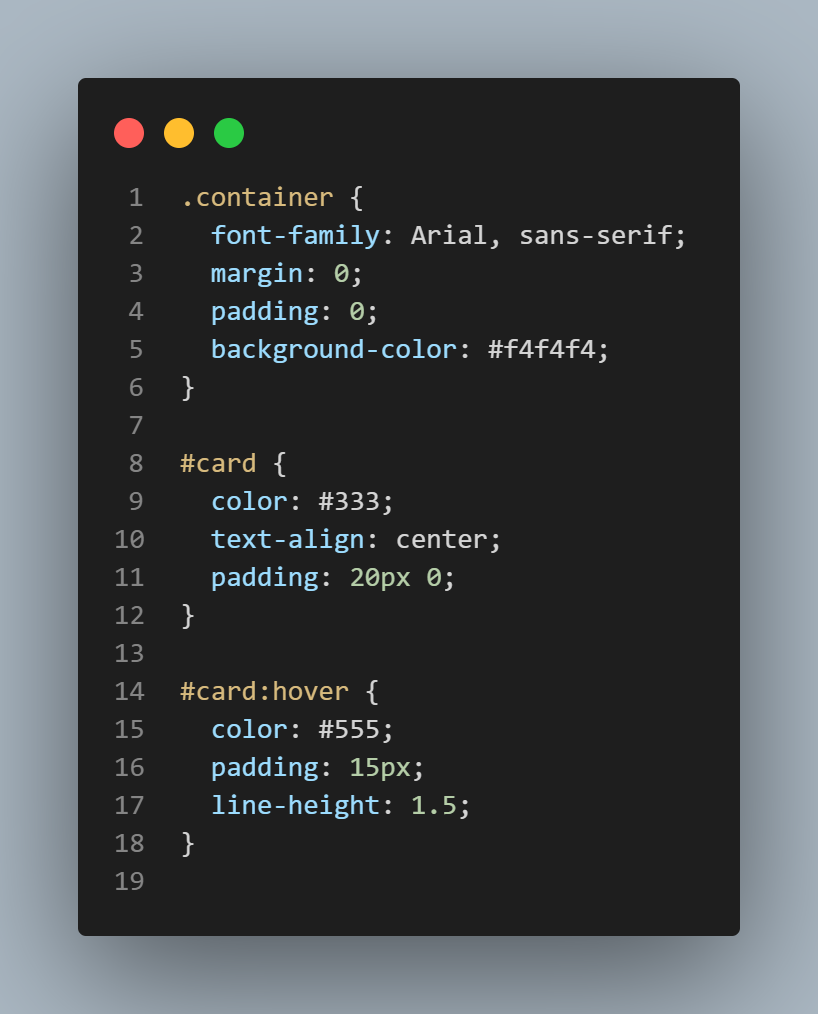 1 .container {
2   font-family: Arial, sans-serif;
3   margin: 0;
4   padding: 0;
5   background-color: #f4f4f4;
6 }
7
8 #card {
9   color: #333;
10   text-align: center;
11   padding: 20px 0;
12 }
13
14 #card:hover {
15   color: #555;
16   padding: 15px;
17   line-height: 1.5;
18 }
19